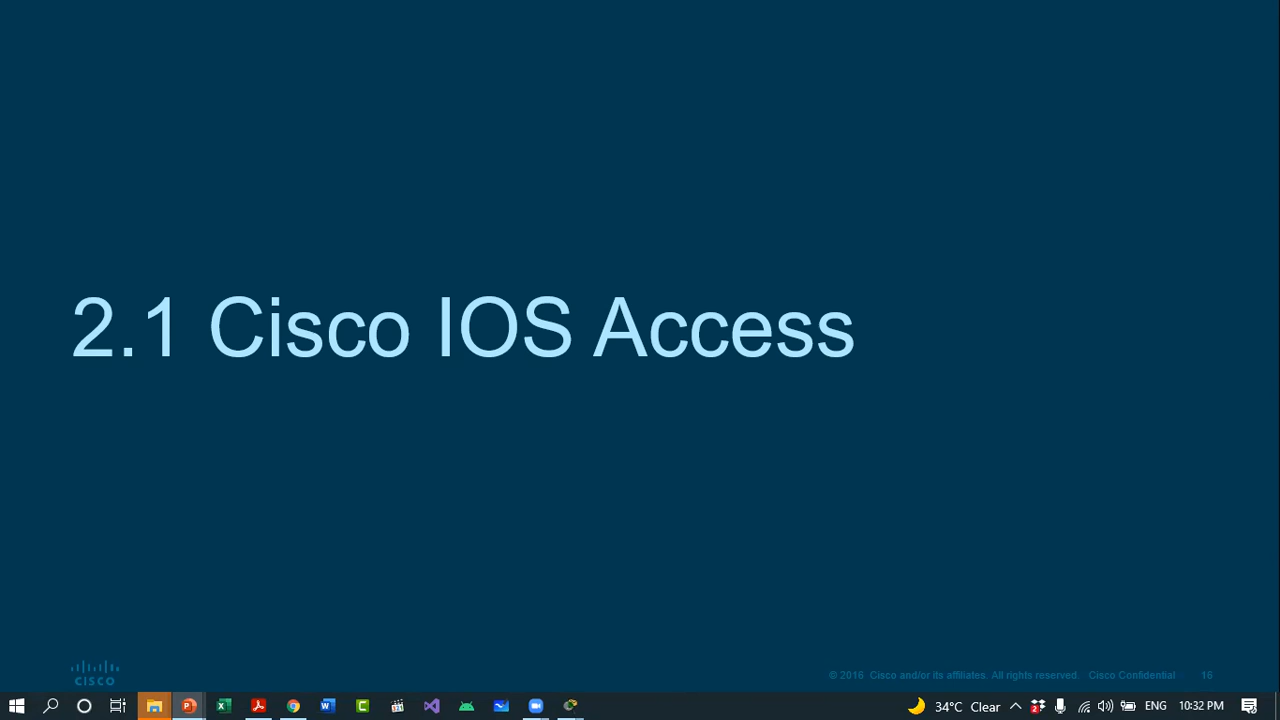 2.1 Cisco IOS Access
CISCO
© 2016 Cisco and/or its affiliates. All rights reserved. Cisco Confidential 16
34°C Clear ENG 10:32 PM